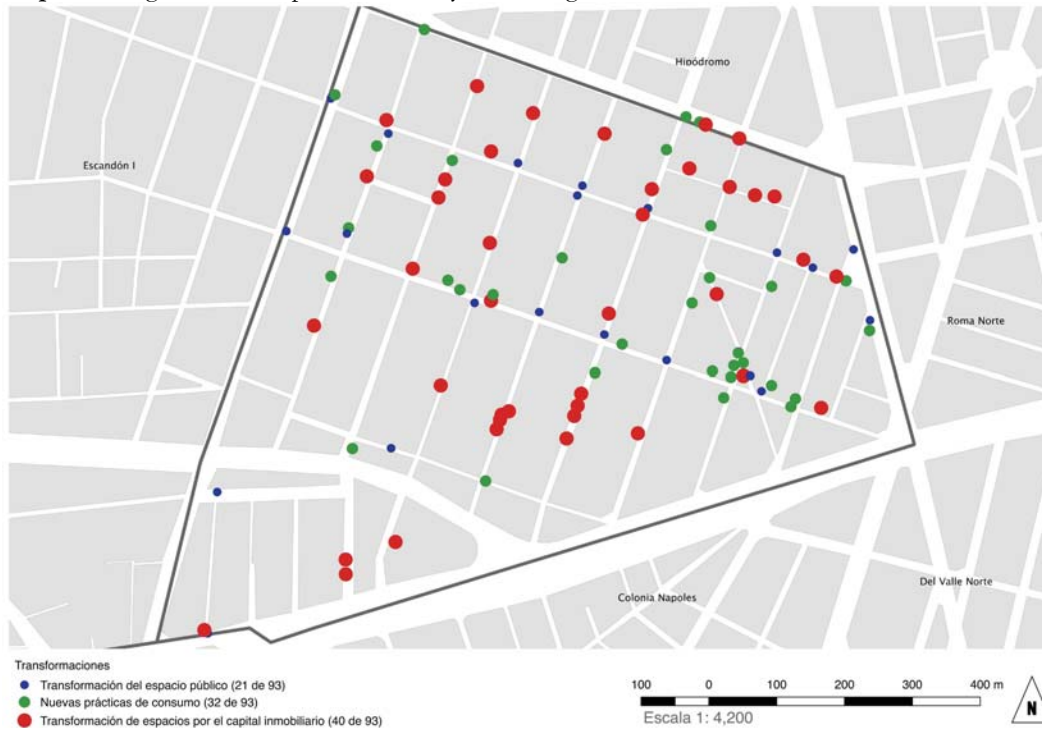 Hipódromo
Escandón I
Roma Norte
Del Valle Norte
Colonia Napoles
Transformaciones
Transformación del espacio público (21 de 93)
Nuevas prácticas de consumo (32 de 93)
Transformación de espacios por el capital inmobiliario (40 de 93)
100 0 100 200 300 400 m
Escala 1: 4,200
N